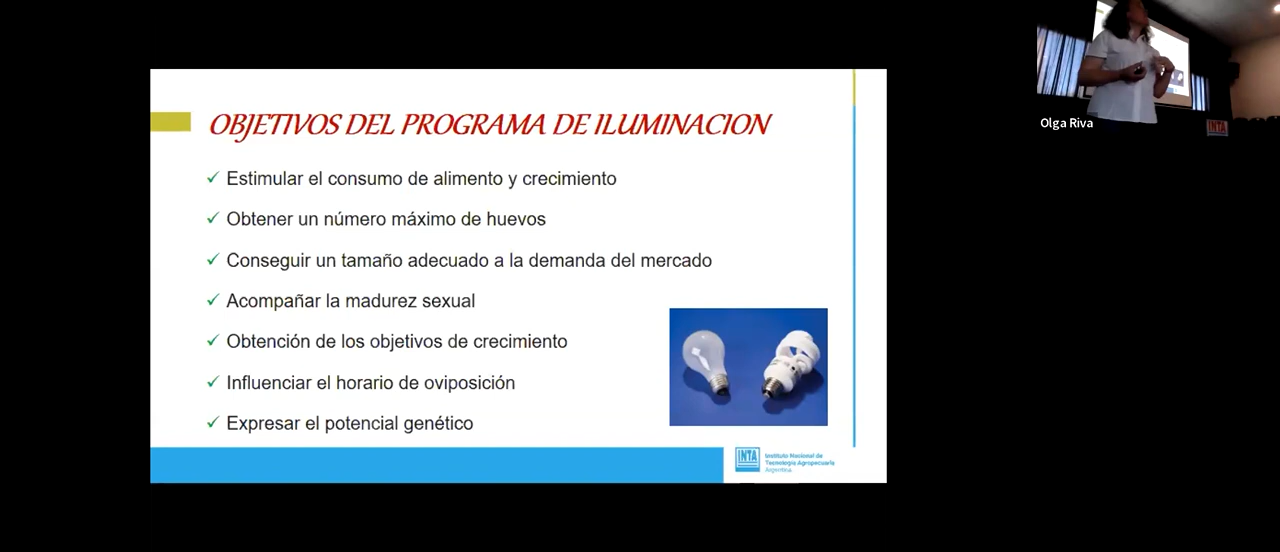 OBJETIVOS DEL PROGRAMA DE ILUMINACION
✓ Estimular el consumo de alimento y crecimiento
✓ Obtener un número máximo de huevos
✓ Conseguir un tamaño adecuado a la demanda del mercado
✓ Acompañar la madurez sexual
✓ Obtención de los objetivos de crecimiento
✓ Influenciar el horario de oviposición
✓ Expresar el potencial genético
INTA
Instituto Nacional de
Tecnología Agropecuaria
Argentina
Olga Riva
INTA